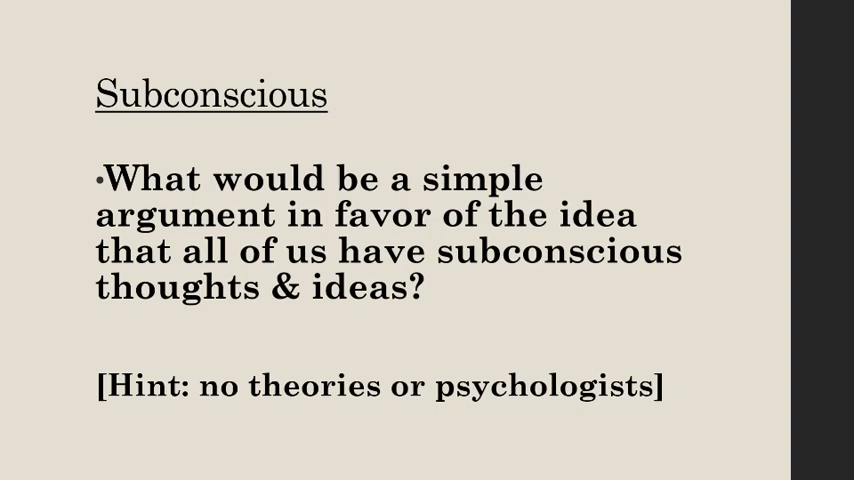 Subconscious
•What would be a simple
argument in favor of the idea
that all of us have subconscious
thoughts & ideas?
[Hint: no theories or psychologists]